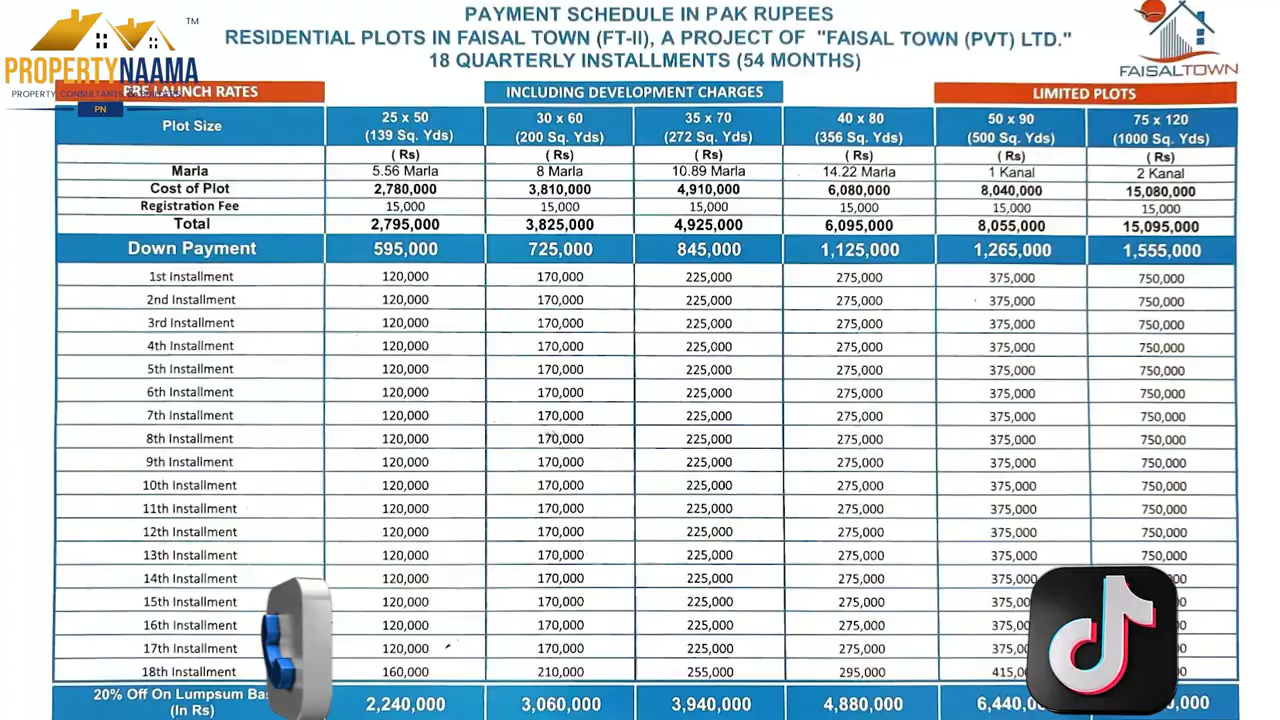 PAYMENT SCHEDULE IN PAK RUPEES
RESIDENTIAL PLOTS IN FAISAL TOWN (FT-II), A PROJECT OF "FAISAL TOWN (PVT) LTD."
18 QUARTERLY INSTALLMENTS (54 MONTHS)
TM
PROPERTYNAAMA
PROPERTY CONSULTANTS & BUILDERS
PN
FAISALTOWN
PRE LAUNCH RATES INCLUDING DEVELOPMENT CHARGES LIMITED PLOTS
Plot Size 25 x 50 30 x 60 35 x 70 40 x 80 50 x 90 75 x 120
(139 Sq. Yds) (200 Sq. Yds) (272 Sq. Yds) (356 Sq. Yds) (500 Sq. Yds) (1000 Sq. Yds)
( Rs) ( Rs) ( Rs) ( Rs) ( Rs) ( Rs)
Marla 5.56 Marla 8 Marla 10.89 Marla 14.22 Marla 1 Kanal 2 Kanal
Cost of Plot 2,780,000 3,810,000 4,910,000 6,080,000 8,040,000 15,080,000
Registration Fee 15,000 15,000 15,000 15,000 15,000 15,000
Total 2,795,000 3,825,000 4,925,000 6,095,000 8,055,000 15,095,000
Down Payment 595,000 725,000 845,000 1,125,000 1,265,000 1,555,000
1st Installment 120,000 170,000 225,000 275,000 375,000 750,000
2nd Installment 120,000 170,000 225,000 275,000 375,000 750,000
3rd Installment 120,000 170,000 225,000 275,000 375,000 750,000
4th Installment 120,000 170,000 225,000 275,000 375,000 750,000
5th Installment 120,000 170,000 225,000 275,000 375,000 750,000
6th Installment 120,000 170,000 225,000 275,000 375,000 750,000
7th Installment 120,000 170,000 225,000 275,000 375,000 750,000
8th Installment 120,000 170,000 225,000 275,000 375,000 750,000
9th Installment 120,000 170,000 225,000 275,000 375,000 750,000
10th Installment 120,000 170,000 225,000 275,000 375,000 750,000
11th Installment 120,000 170,000 225,000 275,000 375,000 750,000
12th Installment 120,000 170,000 225,000 275,000 375,000 750,000
13th Installment 120,000 170,000 225,000 275,000 375,000 750,000
14th Installment 120,000 170,000 225,000 275,000
15th Installment 120,000 170,000 225,000 275,000
16th Installment 120,000 170,000 225,000 275,000
17th Installment 120,000 170,000 225,000 275,000
18th Installment 160,000 210,000 255,000 295,000
20% Off On Lumpsum
(In Rs) 2,240,000 3,060,000 3,940,000 4,880,000